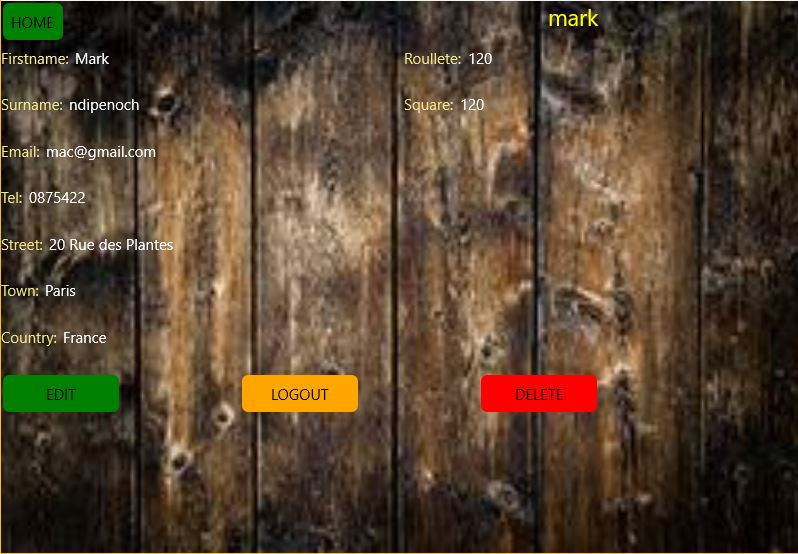 HOME
mark
Firstname: Mark
Roullete: 120
Surname: ndipenoch
Square: 120
Email: mac@gmail.com
Tel: 0875422
Street: 20 Rue des Plantes
Town: Paris
Country: France
EDIT
LOGOUT
DELETE